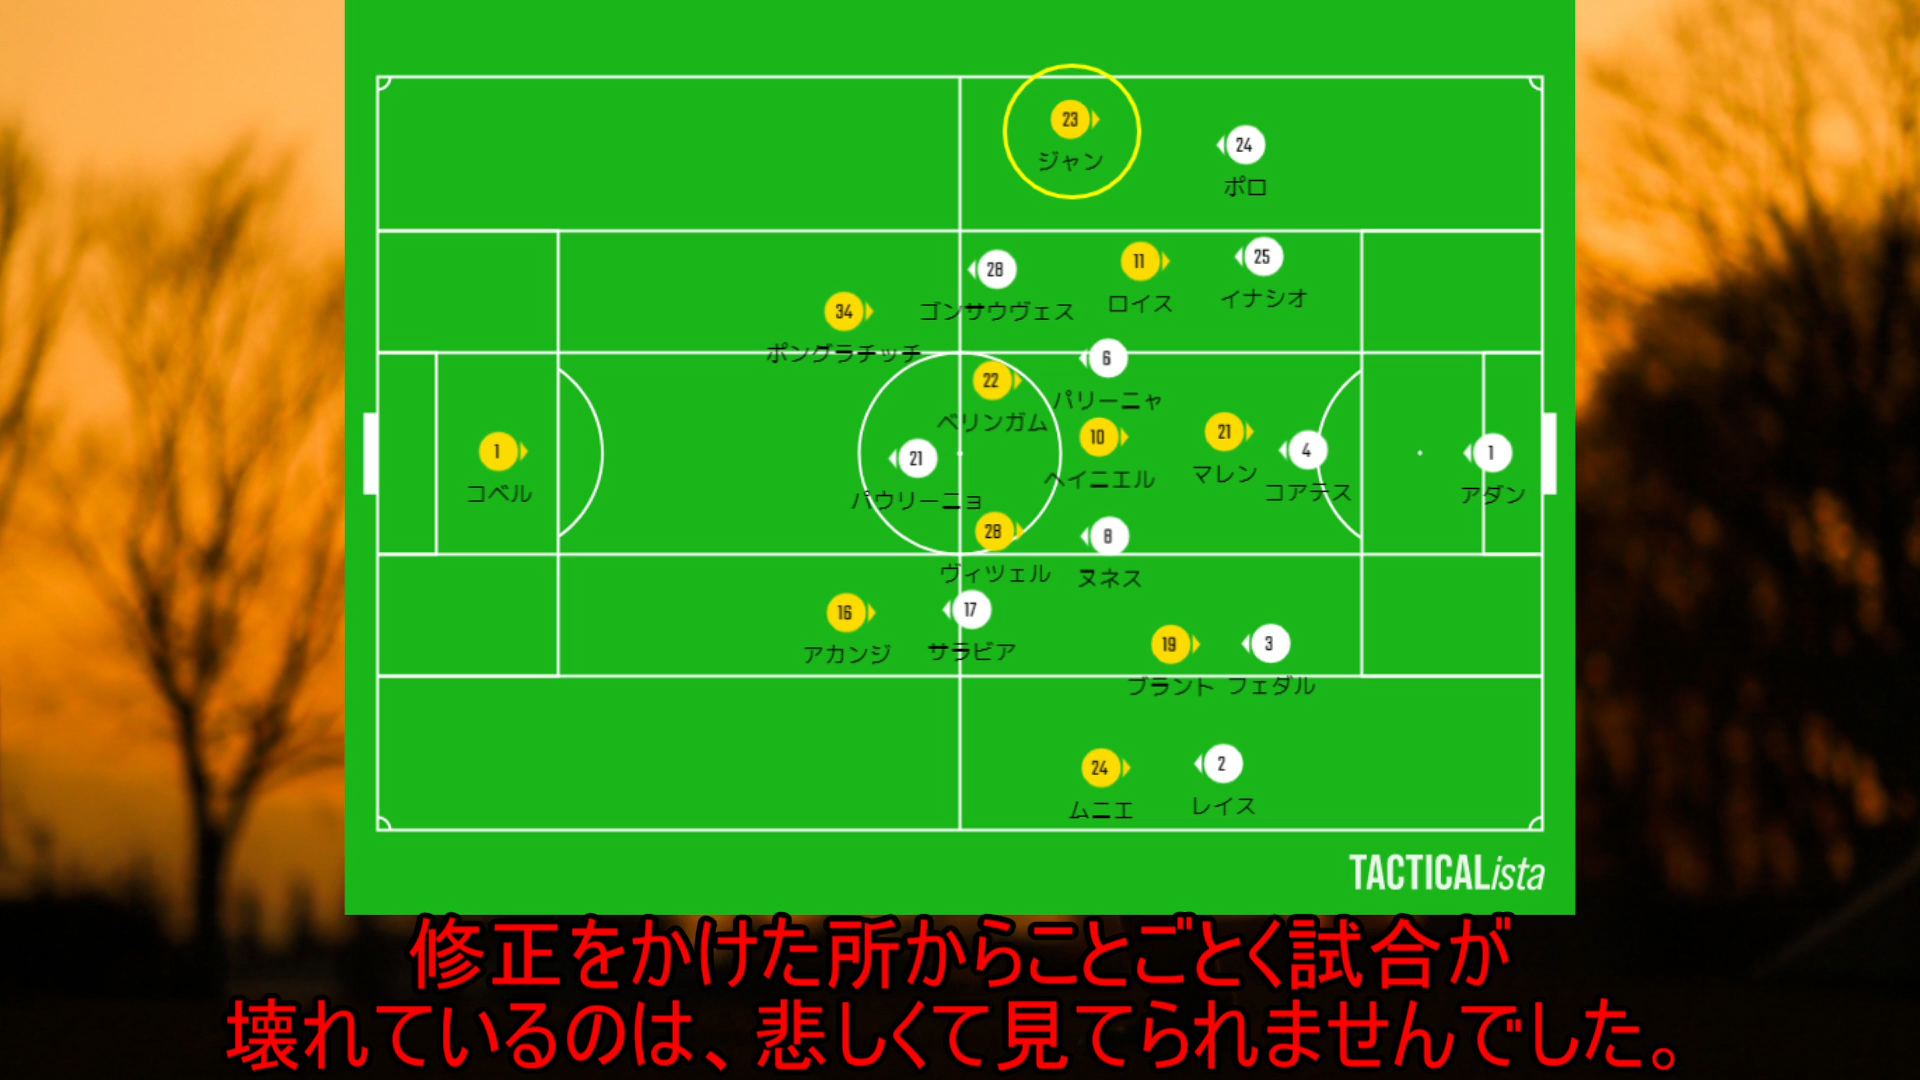 23
ジャン
24
ポロ
28
ゴンサウヴェス
11
ロイス
25
イナシオ
34
ポングラチッチ
22
ベリンガム
6
パリーニャ
1
コベル
21
パウリーニョ
10
ヘイニエル
21
マレン
4
コアテス
1
アダン
28
ヴィツェル
8
ヌネス
16
アカンジ
17
サラビア
19
ブラント
3
フェダル
24
ムニエ
2
レイス
TACTICALista
修正をかけた所からことごとく試合が
壊れているのは、悲しくて見てられませんでした。